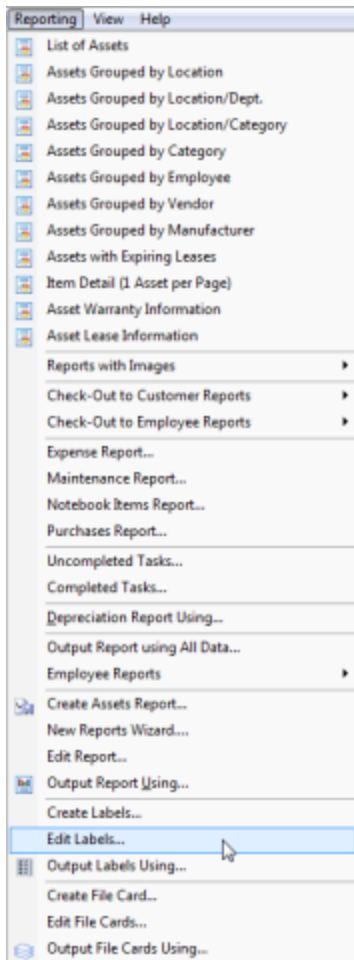 Reporting View Help
List of Assets
Assets Grouped by Location
Assets Grouped by Location/Dept.
Assets Grouped by Location/Category
Assets Grouped by Category
Assets Grouped by Employee
Assets Grouped by Vendor
Assets Grouped by Manufacturer
Assets with Expiring Leases
Item Detail (1 Asset per Page)
Asset Warranty Information
Asset Lease Information
Reports with Images
Check-Out to Customer Reports
Check-Out to Employee Reports
Expense Report...
Maintenance Report...
Notebook Items Report...
Purchases Report...
Uncompleted Tasks...
Completed Tasks...
Depreciation Report Using...
Output Report using All Data...
Employee Reports
Create Assets Report...
New Reports Wizard....
Edit Report...
Output Report Using...
Create Labels...
Edit Labels...
Output Labels Using...
Create File Card...
Edit File Cards...
Output File Cards Using...